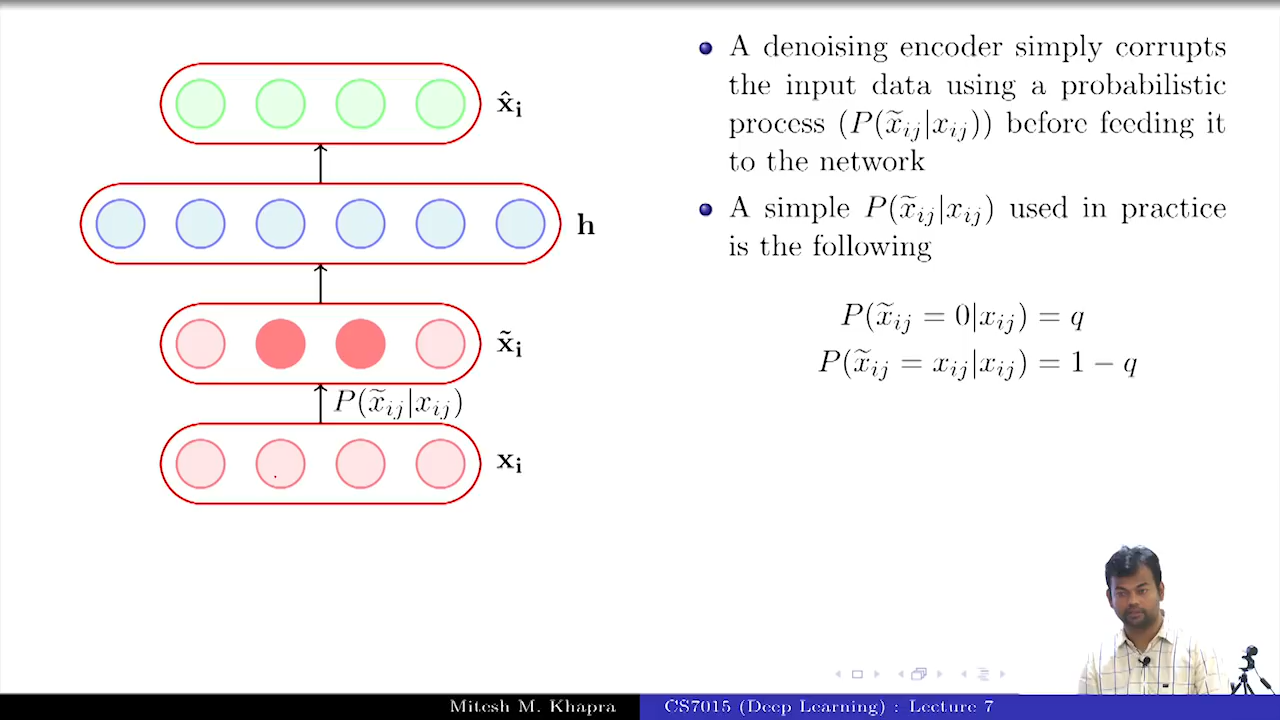 x̂ᵢ
h
x̃ᵢ
P(x̃ᵢⱼ|xᵢⱼ)
xᵢ
A denoising encoder simply corrupts
the input data using a probabilistic
process (P(x̃ᵢⱼ|xᵢⱼ)) before feeding it
to the network
A simple P(x̃ᵢⱼ|xᵢⱼ) used in practice
is the following
P(x̃ᵢⱼ = 0|xᵢⱼ) = q
P(x̃ᵢⱼ = xᵢⱼ|xᵢⱼ) = 1 − q
Mitesh M. Khapra
CS7015 (Deep Learning) : Lecture 7